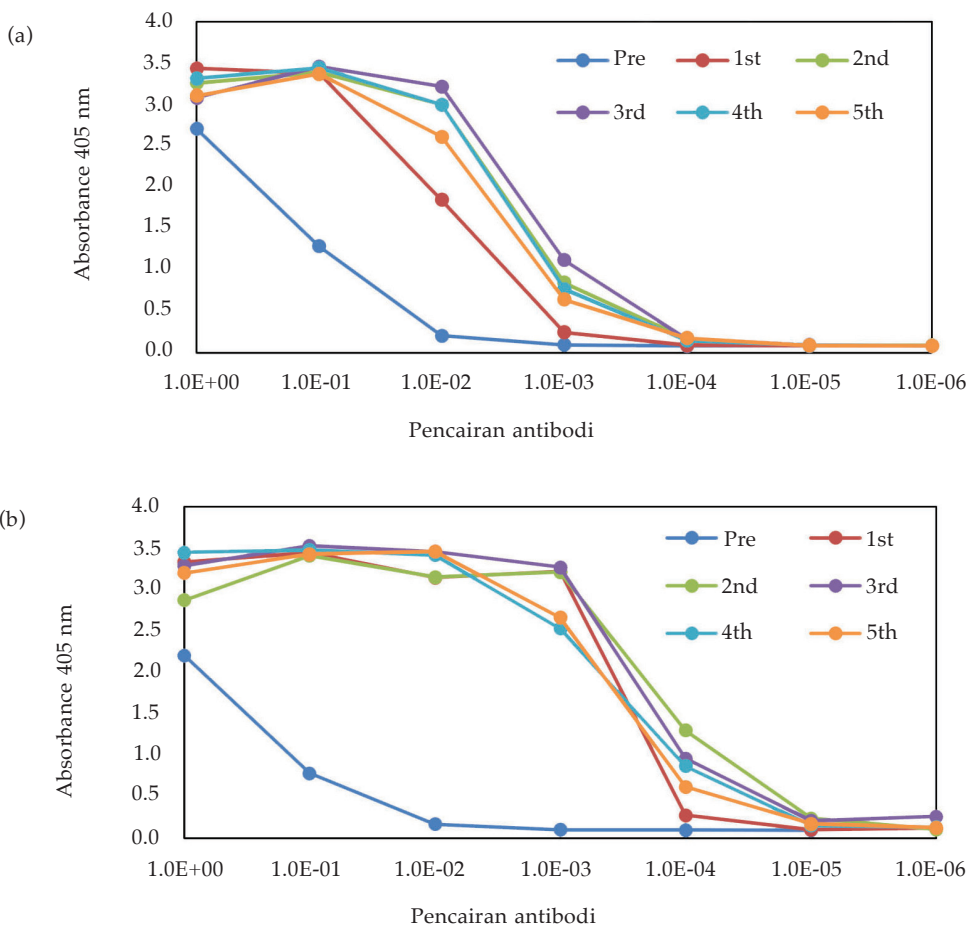 (a)
Absorbance 405 nm
4.0
3.5
3.0
2.5
2.0
1.5
1.0
0.5
0.0
Pre 1st 2nd
3rd 4th 5th
1.0E+00 1.0E-01 1.0E-02 1.0E-03 1.0E-04 1.0E-05 1.0E-06
Pencairan antibodi
(b)
Absorbance 405 nm
4.0
3.5
3.0
2.5
2.0
1.5
1.0
0.5
0.0
Pre 1st
2nd 3rd
4th 5th
1.0E+00 1.0E-01 1.0E-02 1.0E-03 1.0E-04 1.0E-05 1.0E-06
Pencairan antibodi